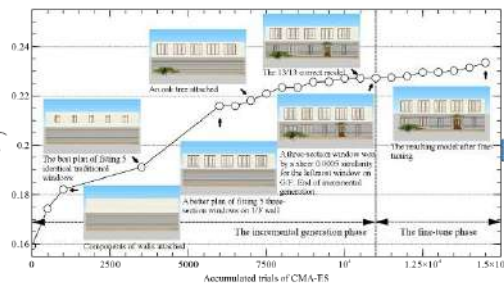 0.24
0.22
0.2
0.18
0.16
An oak tree attached
The 13/13 correct model
The best plan of fitting 5
identical traditional
windows
A better plan of fitting 5 three-
section windows on 1/F wall
A three-section window won
by a sheer 0.0005 similarity
for the leftmost window on
G/F. End of incremental
generation
The resulting model after fine-
tuning
Components of walls attached
The incremental generation phase
The fine-tune phase
0
2500
5000
7500
10⁴
1.25×10⁴
1.5×10
Accumulated trials of CMA-ES